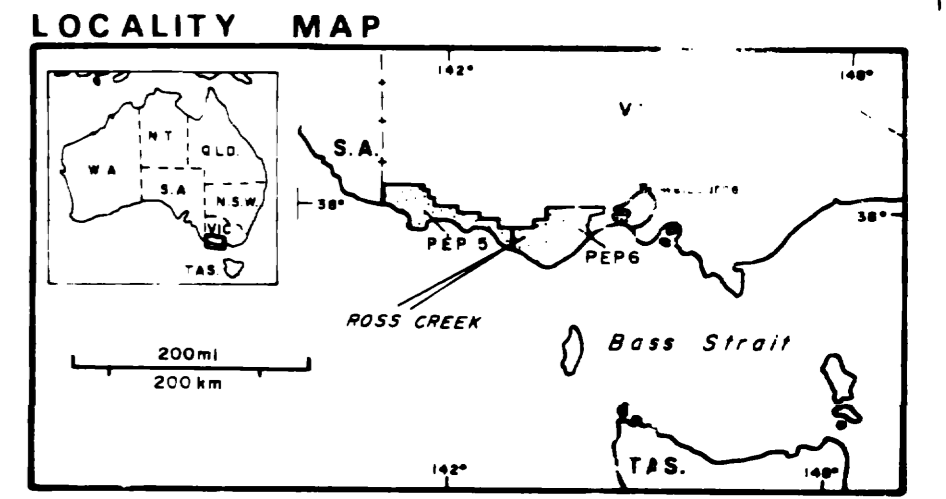 LOCALITY MAP
142°
148°
N T
QLD.
W A
S.A
N.S.W.
VIC
TAS.
S.A.
V
38°
38°
PEP 5
PEP6
ROSS CREEK
Bass Strait
200mi
200 km
TAS.
142°
148°